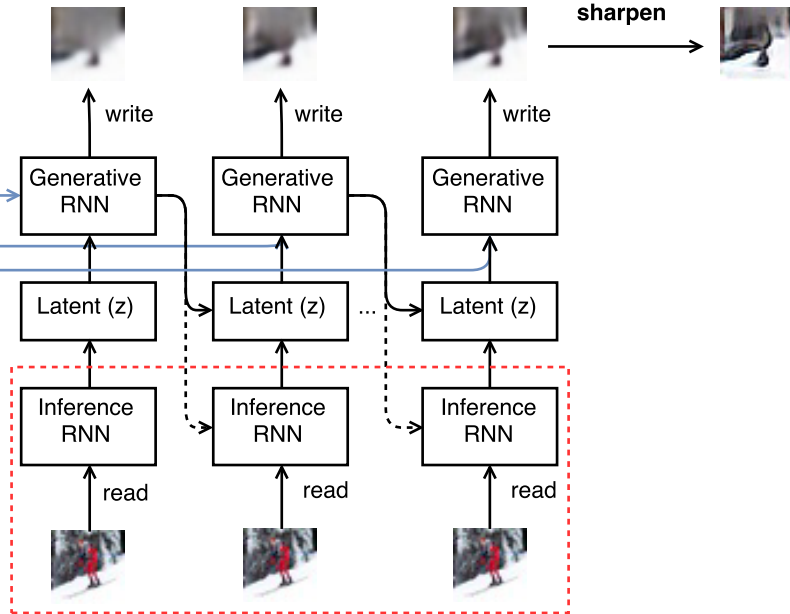 sharpen
write
write
write
Generative
RNN
Generative
RNN
Generative
RNN
Latent (z)
Latent (z)
...
Latent (z)
Inference
RNN
Inference
RNN
Inference
RNN
read
read
read